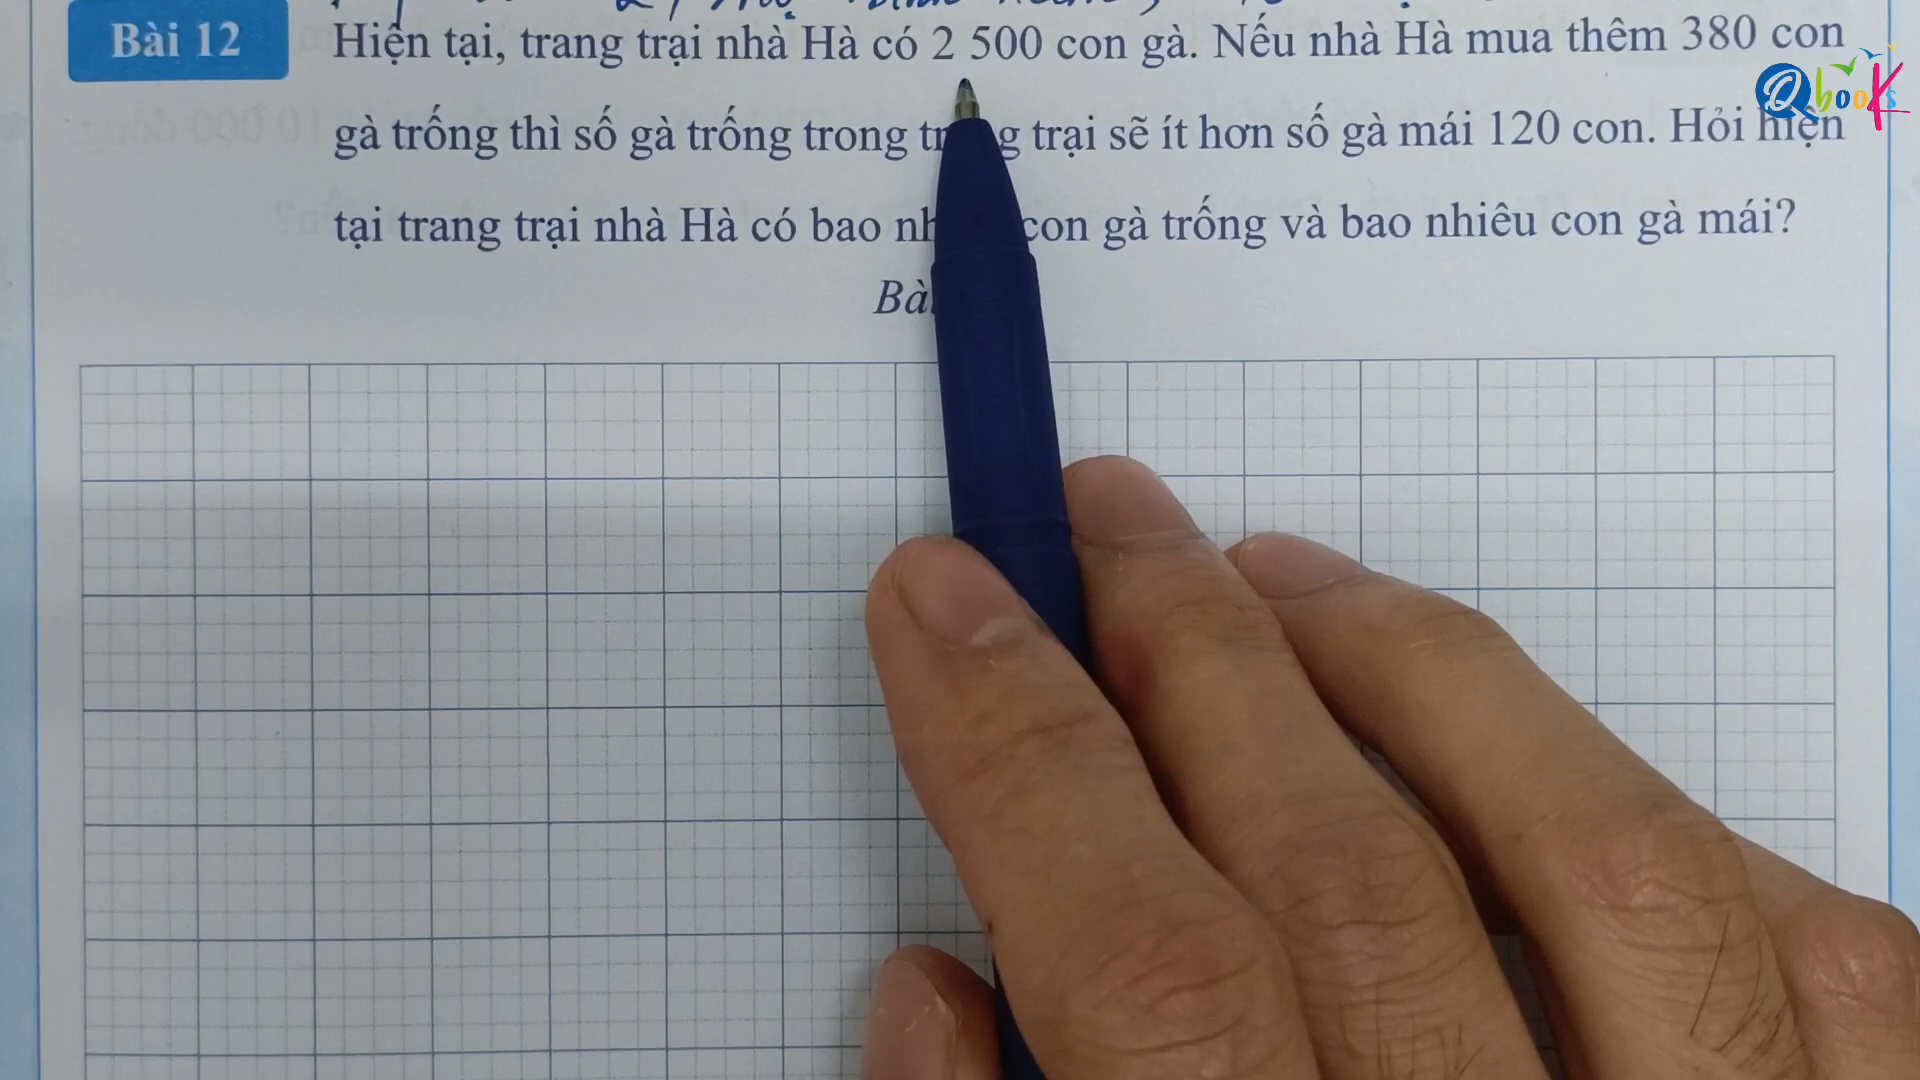 Bài 12 Hiện tại, trang trại nhà Hà có 2 500 con gà. Nếu nhà Hà mua thêm 380 con
gà trống thì số gà trống trong trại sẽ ít hơn số gà mái 120 con. Hỏi hiện
tại trang trại nhà Hà có bao con gà trống và bao nhiêu con gà mái?
Qbooks